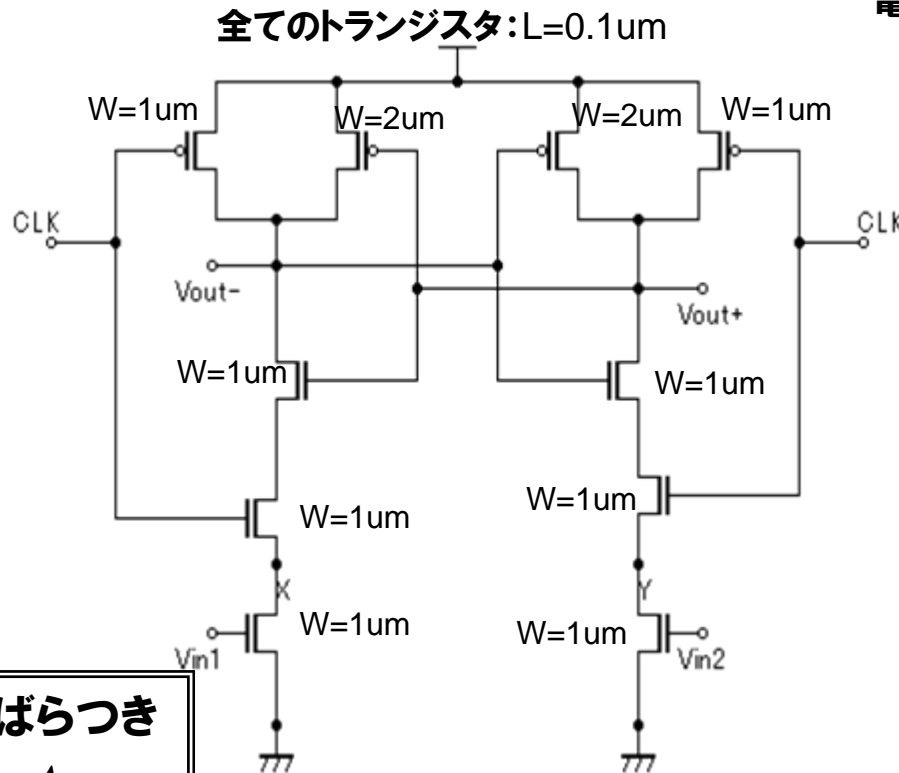 全てのトランジスタ:L=0.1um
W=1um
W=2um
W=2um
W=1um
CLK
CLK
Vout-
Vout+
W=1um
W=1um
W=1um
W=1um
X
Y
W=1um
W=1um
Vin1
Vin2
ばらつき